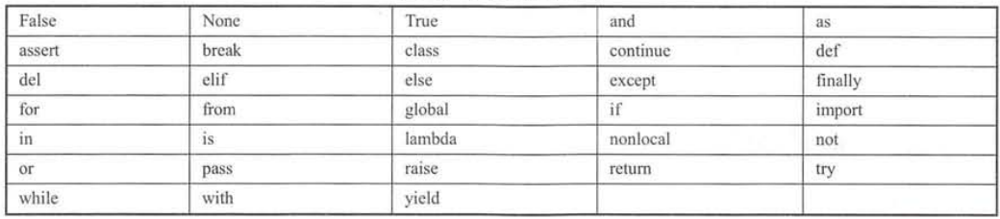 False None True and as
assert break class continue def
del elif else except finally
for from global if import
in is lambda nonlocal not
or pass raise return try
while with yield